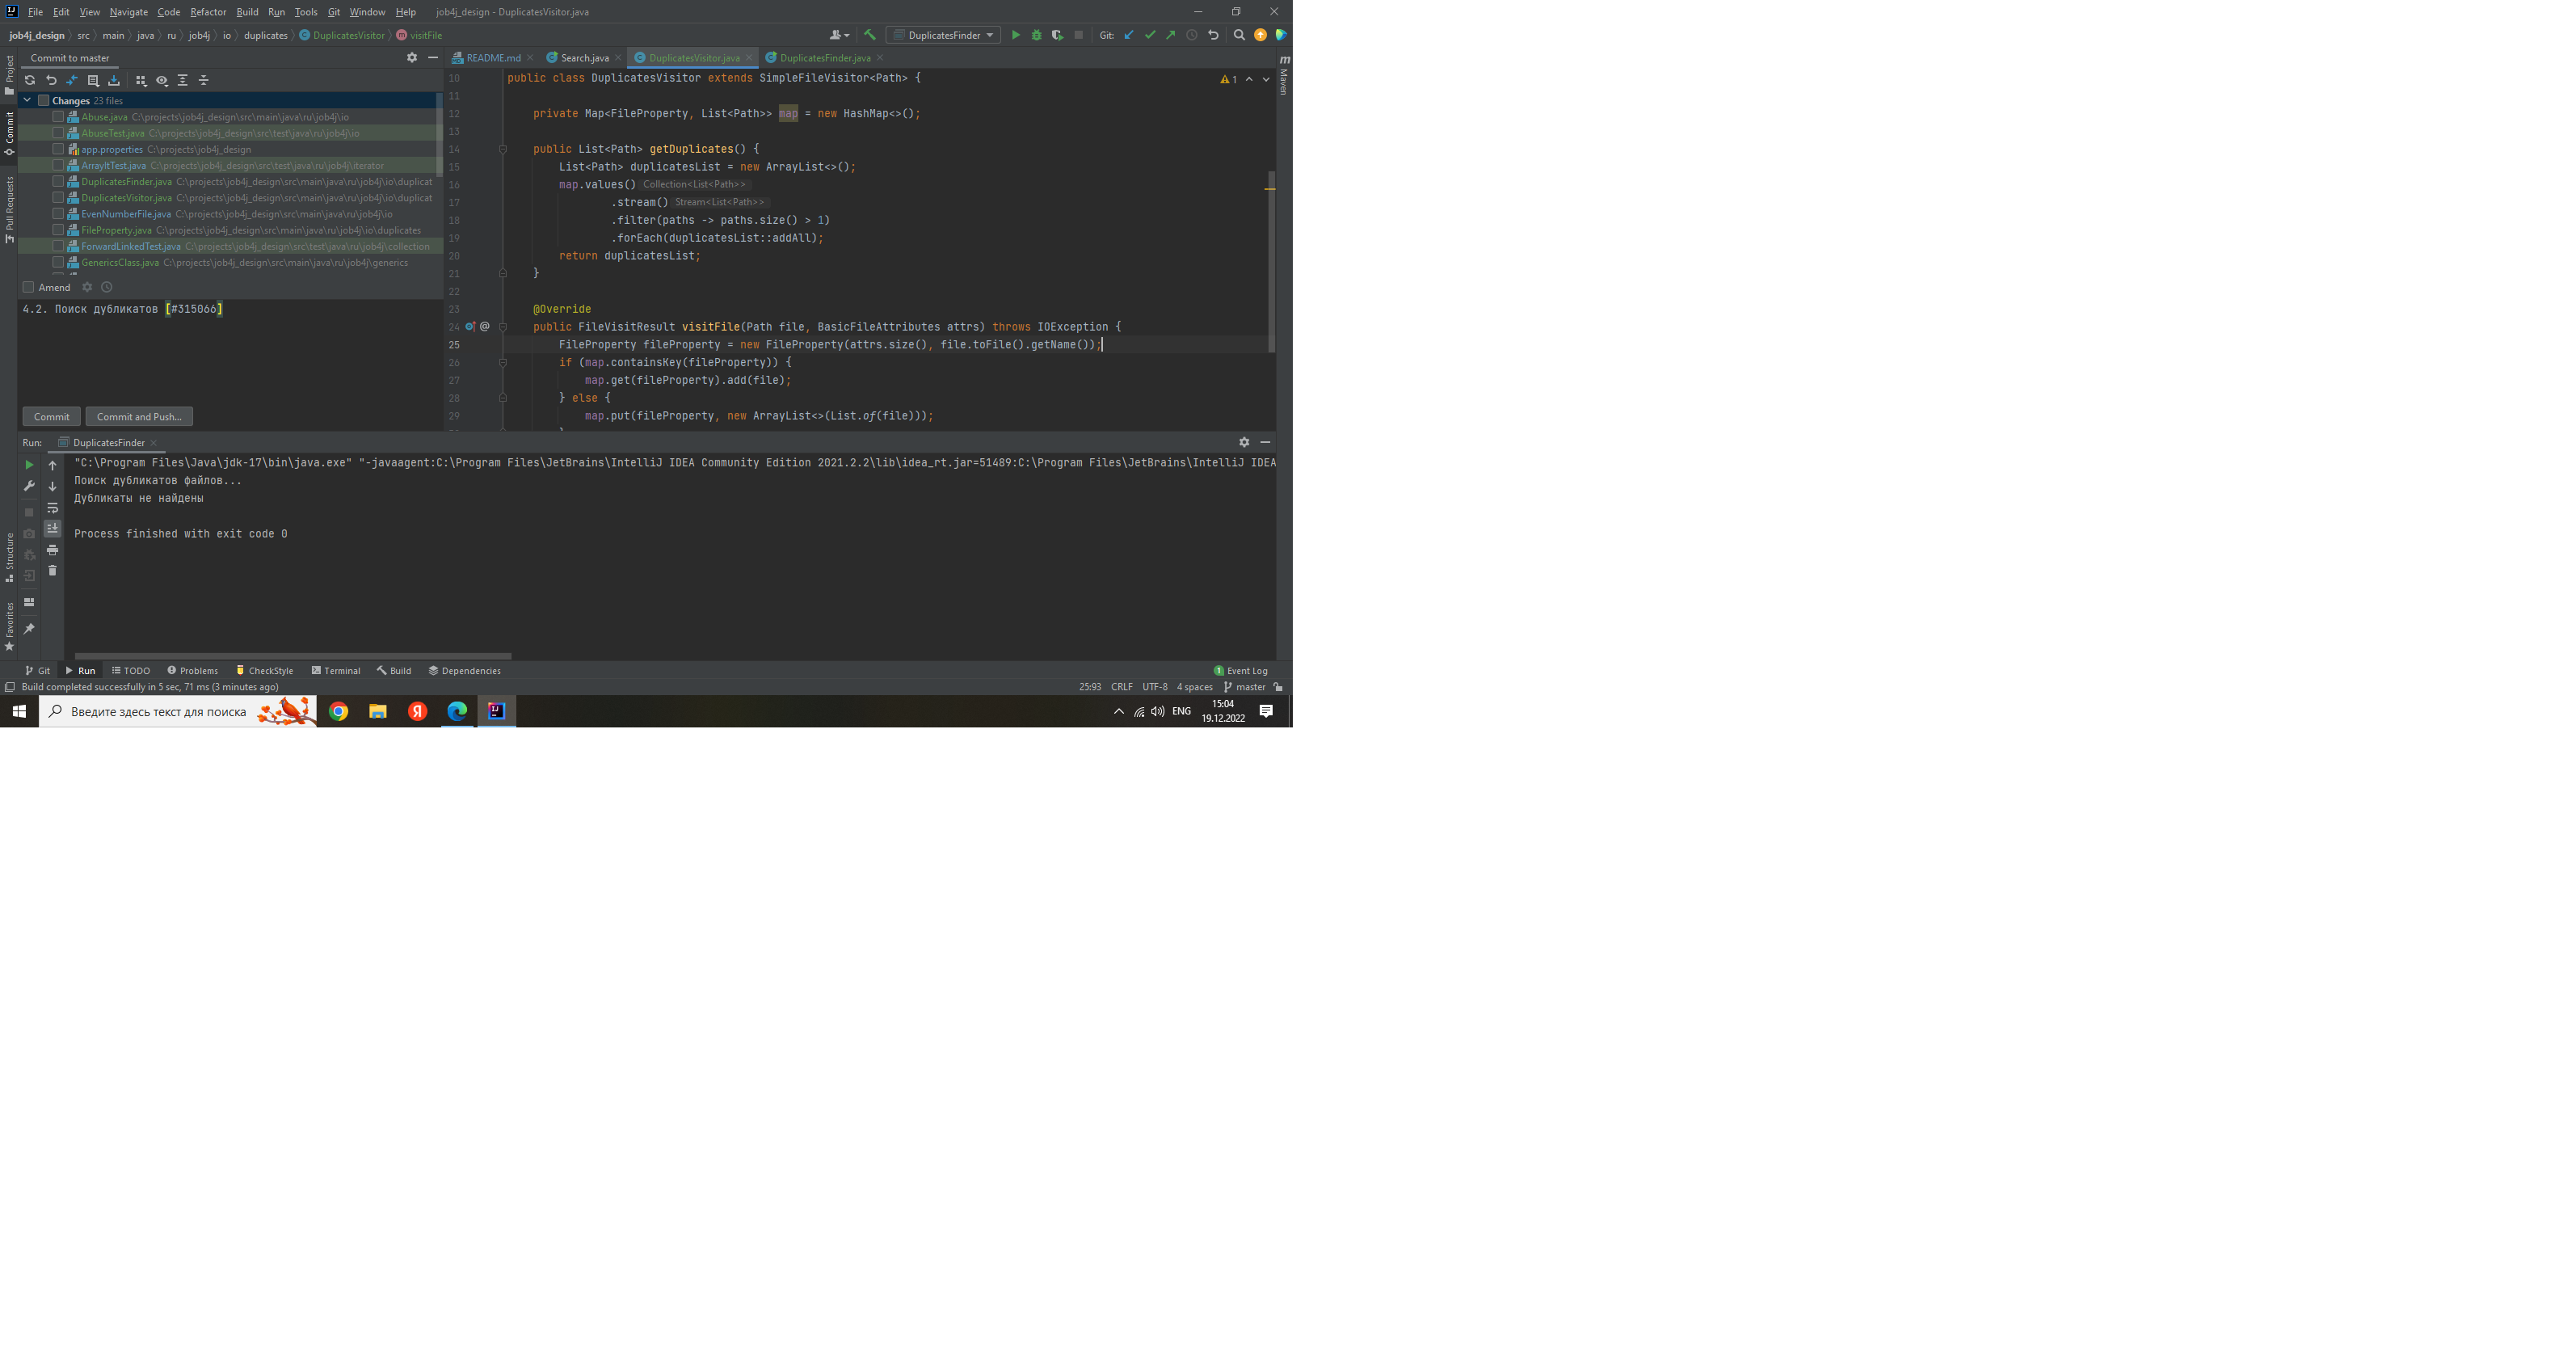 File Edit View Navigate Code Refactor Build Run Tools Git Window Help job4j_design - DuplicatesVisitor.java
job4j_design src main java ru job4j io duplicates DuplicatesVisitor visitFile DuplicatesFinder Git:
Project
Commit
Pull Requests
Structure
Favorites
Commit to master
Changes 23 files
Abuse.java C:\projects\job4j_design\src\main\java\ru\job4j\io
AbuseTest.java C:\projects\job4j_design\src\test\java\ru\job4j\io
app.properties C:\projects\job4j_design
ArrayItTest.java C:\projects\job4j_design\src\test\java\ru\job4j\iterator
DuplicatesFinder.java C:\projects\job4j_design\src\main\java\ru\job4j\io\duplicat
DuplicatesVisitor.java C:\projects\job4j_design\src\main\java\ru\job4j\io\duplicat
EvenNumberFile.java C:\projects\job4j_design\src\main\java\ru\job4j\io
FileProperty.java C:\projects\job4j_design\src\main\java\ru\job4j\io\duplicates
ForwardLinkedTest.java C:\projects\job4j_design\src\test\java\ru\job4j\collection
GenericsClass.java C:\projects\job4j_design\src\main\java\ru\job4j\generics
Amend
4.2. Поиск дубликатов [#315066]
Commit Commit and Push...
README.md Search.java DuplicatesVisitor.java DuplicatesFinder.java
1
Maven
10 public class DuplicatesVisitor extends SimpleFileVisitor<Path> {
11
12 private Map<FileProperty, List<Path>> map = new HashMap<>();
13
14 public List<Path> getDuplicates() {
15 List<Path> duplicatesList = new ArrayList<>();
16 map.values() Collection<List<Path>>
17 .stream() Stream<List<Path>>
18 .filter(paths -> paths.size() > 1)
19 .forEach(duplicatesList::addAll);
20 return duplicatesList;
21 }
22
23 @Override
24 @ public FileVisitResult visitFile(Path file, BasicFileAttributes attrs) throws IOException {
25 FileProperty fileProperty = new FileProperty(attrs.size(), file.toFile().getName());
26 if (map.containsKey(fileProperty)) {
27 map.get(fileProperty).add(file);
28 } else {
29 map.put(fileProperty, new ArrayList<>(List.of(file)));
Run: DuplicatesFinder
"C:\Program Files\Java\jdk-17\bin\java.exe" "-javaagent:C:\Program Files\JetBrains\IntelliJ IDEA Community Edition 2021.2.2\lib\idea_rt.jar=51489:C:\Program Files\JetBrains\IntelliJ IDEA
Поиск дубликатов файлов...
Дубликаты не найдены
Process finished with exit code 0
Git Run TODO Problems CheckStyle Terminal Build Dependencies 1 Event Log
Build completed successfully in 5 sec, 71 ms (3 minutes ago) 25:93 CRLF UTF-8 4 spaces master
Введите здесь текст для поиска ENG 15:04
19.12.2022